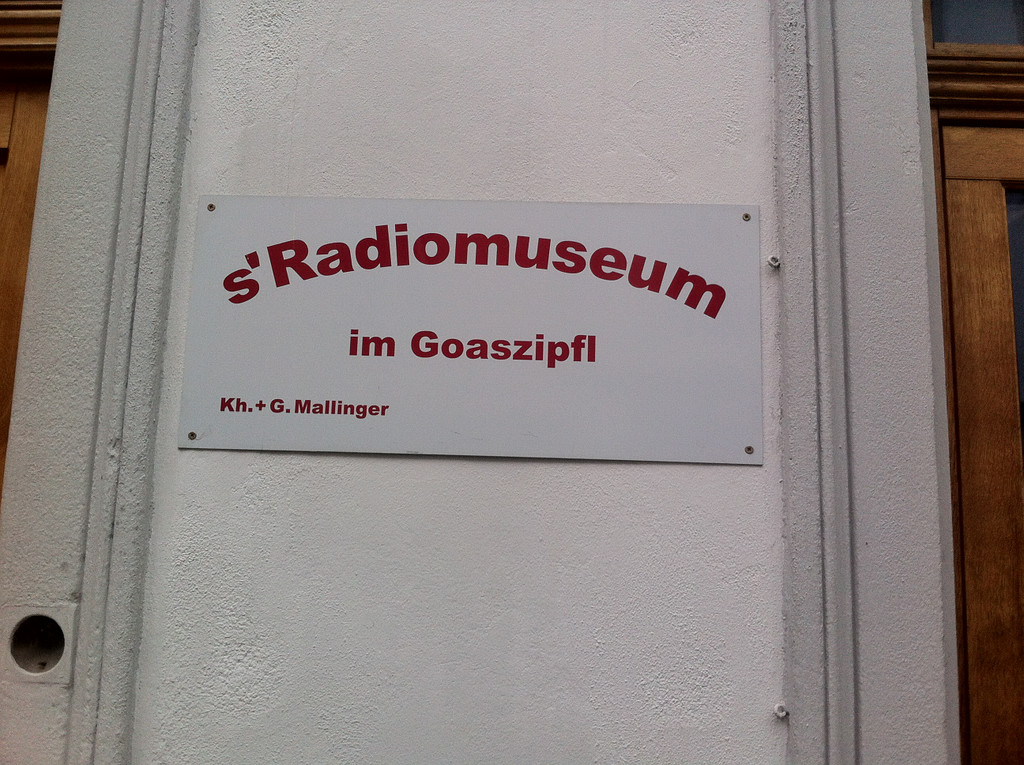 s'Radiomuseum
im Goaszipfl
Kh.+G. Mallinger